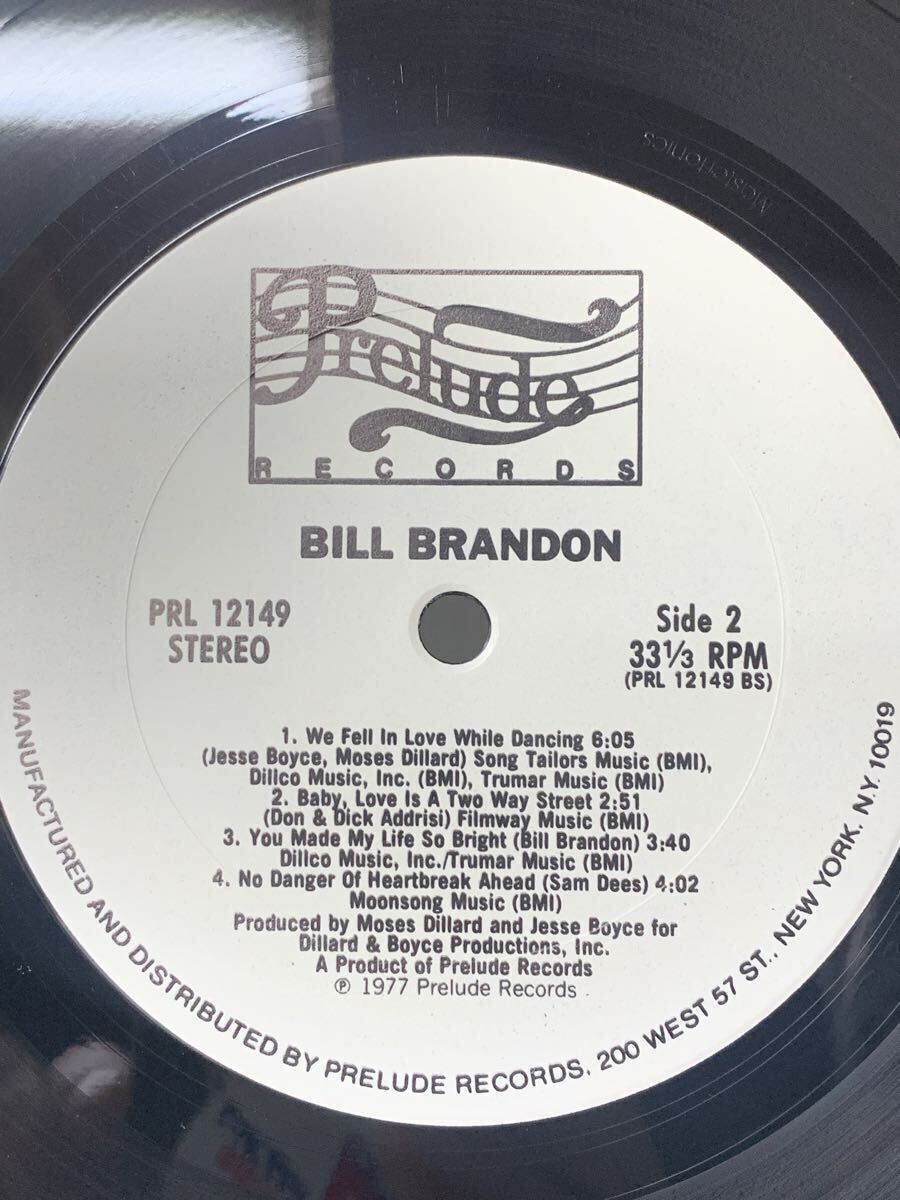 Mastertonics
Prelude
RECORDS
BILL BRANDON
PRL 12149
STEREO
Side 2
33⅓ RPM
(PRL 12149 BS)
1. We Fell In Love While Dancing 6:05
(Jesse Boyce, Moses Dillard) Song Tailors Music (BMI),
Dillco Music, Inc. (BMI), Trumar Music (BMI)
2. Baby, Love Is A Two Way Street 2:51
(Don & Dick Addrisi) Filmway Music (BMI)
3. You Made My Life So Bright (Bill Brandon) 3:40
Dillco Music, Inc./Trumar Music (BMI)
4. No Danger Of Heartbreak Ahead (Sam Dees) 4:02
Moonsong Music (BMI)
Produced by Moses Dillard and Jesse Boyce for
Dillard & Boyce Productions, Inc.
A Product of Prelude Records
℗ 1977 Prelude Records
MANUFACTURED AND DISTRIBUTED BY PRELUDE RECORDS, 200 WEST 57 ST., NEW YORK, N.Y. 10019